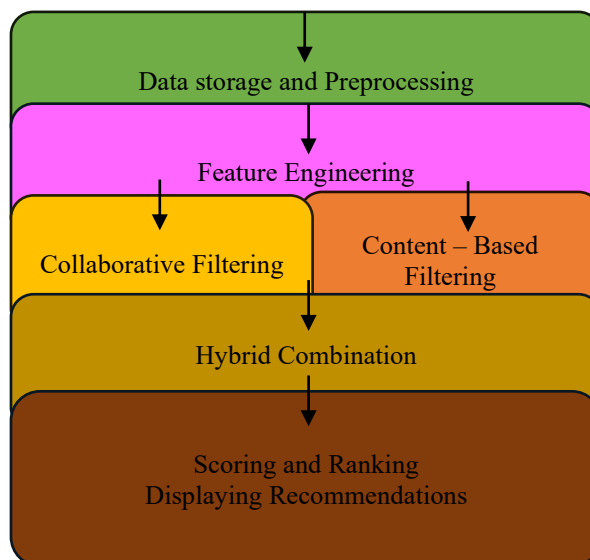 Data storage and Preprocessing
Feature Engineering
Collaborative Filtering
Content – Based
Filtering
Hybrid Combination
Scoring and Ranking
Displaying Recommendations